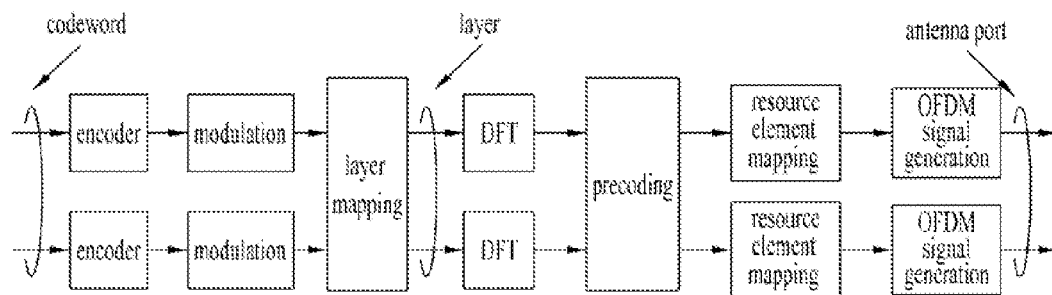 codeword
layer
antenna port
encoder
modulation
layer
mapping
DFT
precoding
resource
element
mapping
OFDM
signal
generation
encoder
modulation
DFT
resource
element
mapping
OFDM
signal
generation